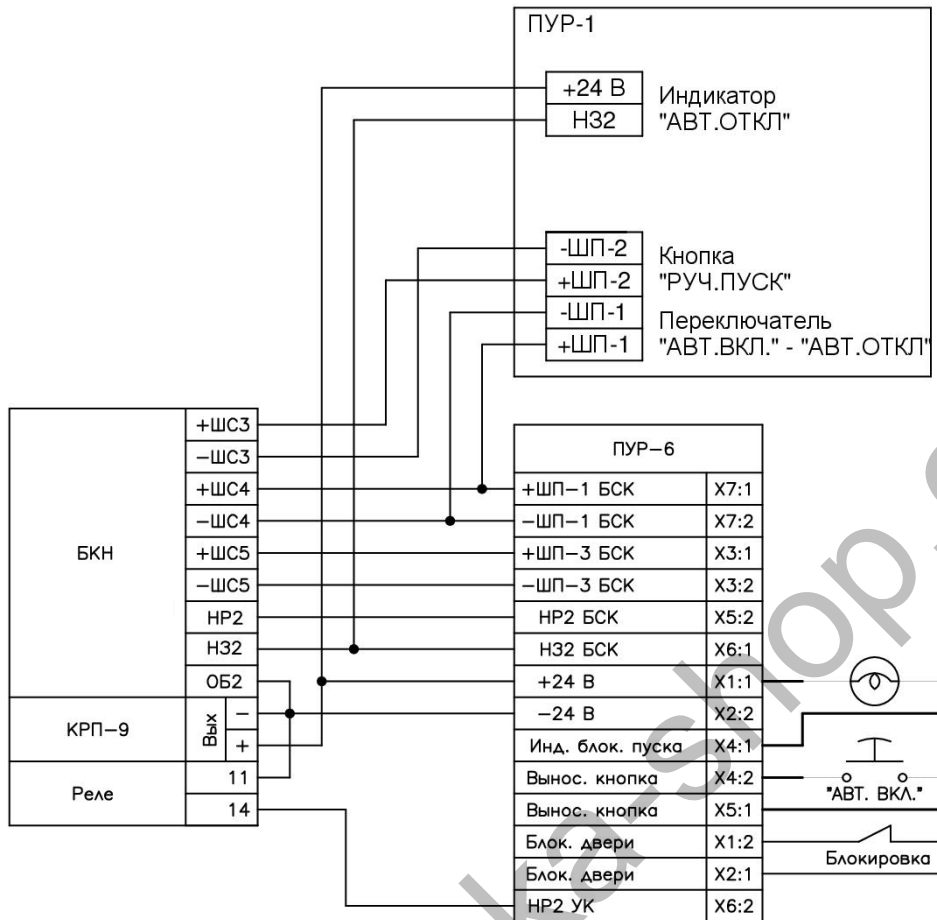 ПУР-1
+24 В
НЗ2
Индикатор
"АВТ.ОТКЛ"
-ШП-2
+ШП-2
-ШП-1
+ШП-1
Кнопка
"РУЧ.ПУСК"
Переключатель
"АВТ.ВКЛ." - "АВТ.ОТКЛ"
БКН
+ШС3
−ШС3
+ШС4
−ШС4
+ШС5
−ШС5
НР2
НЗ2
ОБ2
КРП−9
Вых
−
+
Реле
11
14
ПУР−6
+ШП−1 БСК X7:1
−ШП−1 БСК X7:2
+ШП−3 БСК X3:1
−ШП−3 БСК X3:2
НР2 БСК X5:2
НЗ2 БСК X6:1
+24 В X1:1
−24 В X2:2
Инд. блок. пуска X4:1
Вынос. кнопка X4:2
Вынос. кнопка X5:1
Блок. двери X1:2
Блок. двери X2:1
НР2 УК X6:2
"АВТ. ВКЛ."
Блокировка
ka-shop.